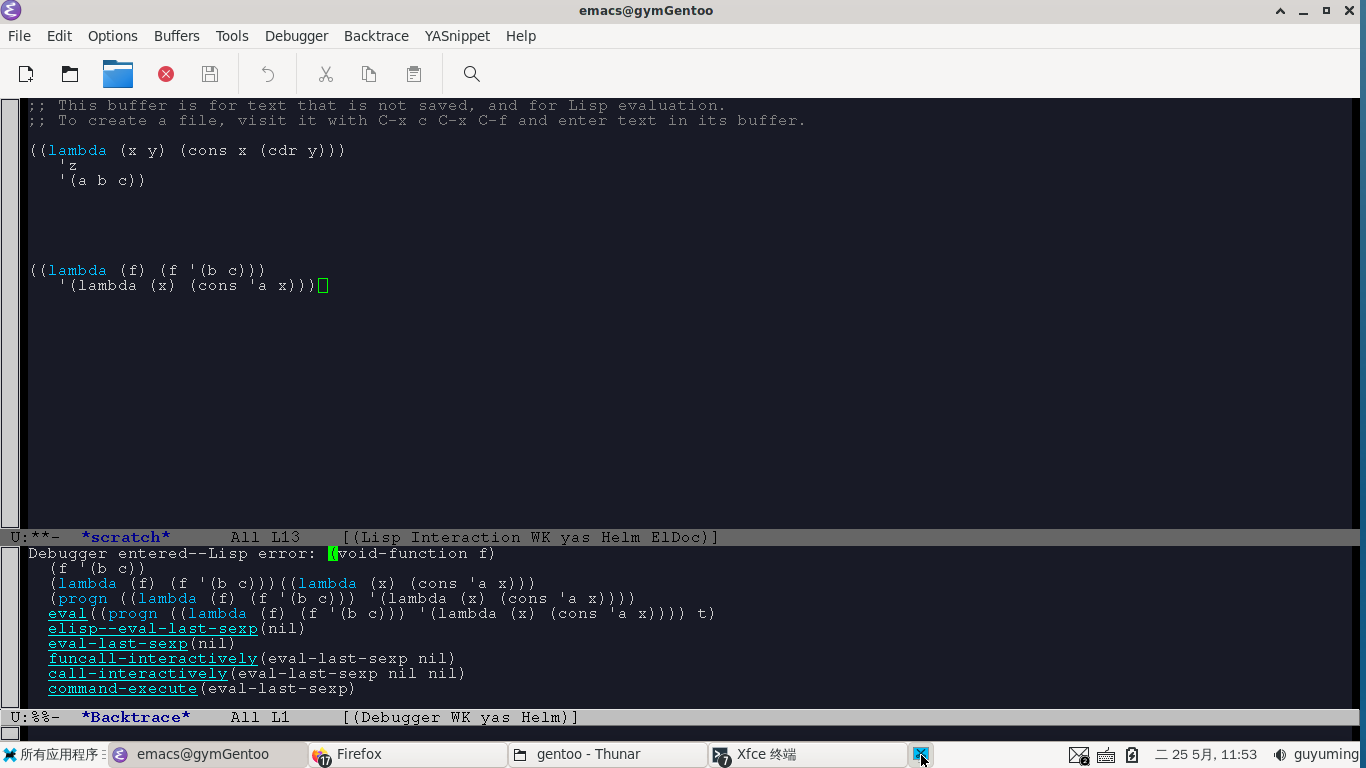 emacs@gymGentoo
File Edit Options Buffers Tools Debugger Backtrace YASnippet Help
;; This buffer is for text that is not saved, and for Lisp evaluation.
;; To create a file, visit it with C-x c C-x C-f and enter text in its buffer.
((lambda (x y) (cons x (cdr y)))
'z
'(a b c))
((lambda (f) (f '(b c)))
'(lambda (x) (cons 'a x)))
U:**- *scratch* All L13 [(Lisp Interaction WK yas Helm ElDoc)]
Debugger entered--Lisp error: (void-function f)
(f '(b c))
(lambda (f) (f '(b c)))((lambda (x) (cons 'a x)))
(progn ((lambda (f) (f '(b c))) '(lambda (x) (cons 'a x))))
eval((progn ((lambda (f) (f '(b c))) '(lambda (x) (cons 'a x)))) t)
elisp--eval-last-sexp(nil)
eval-last-sexp(nil)
funcall-interactively(eval-last-sexp nil)
call-interactively(eval-last-sexp nil nil)
command-execute(eval-last-sexp)
U:%%- *Backtrace* All L1 [(Debugger WK yas Helm)]
所有应用程序 emacs@gymGentoo 17 Firefox gentoo - Thunar 7 Xfce 终端 2 二 25 5月, 11:53 guyuming